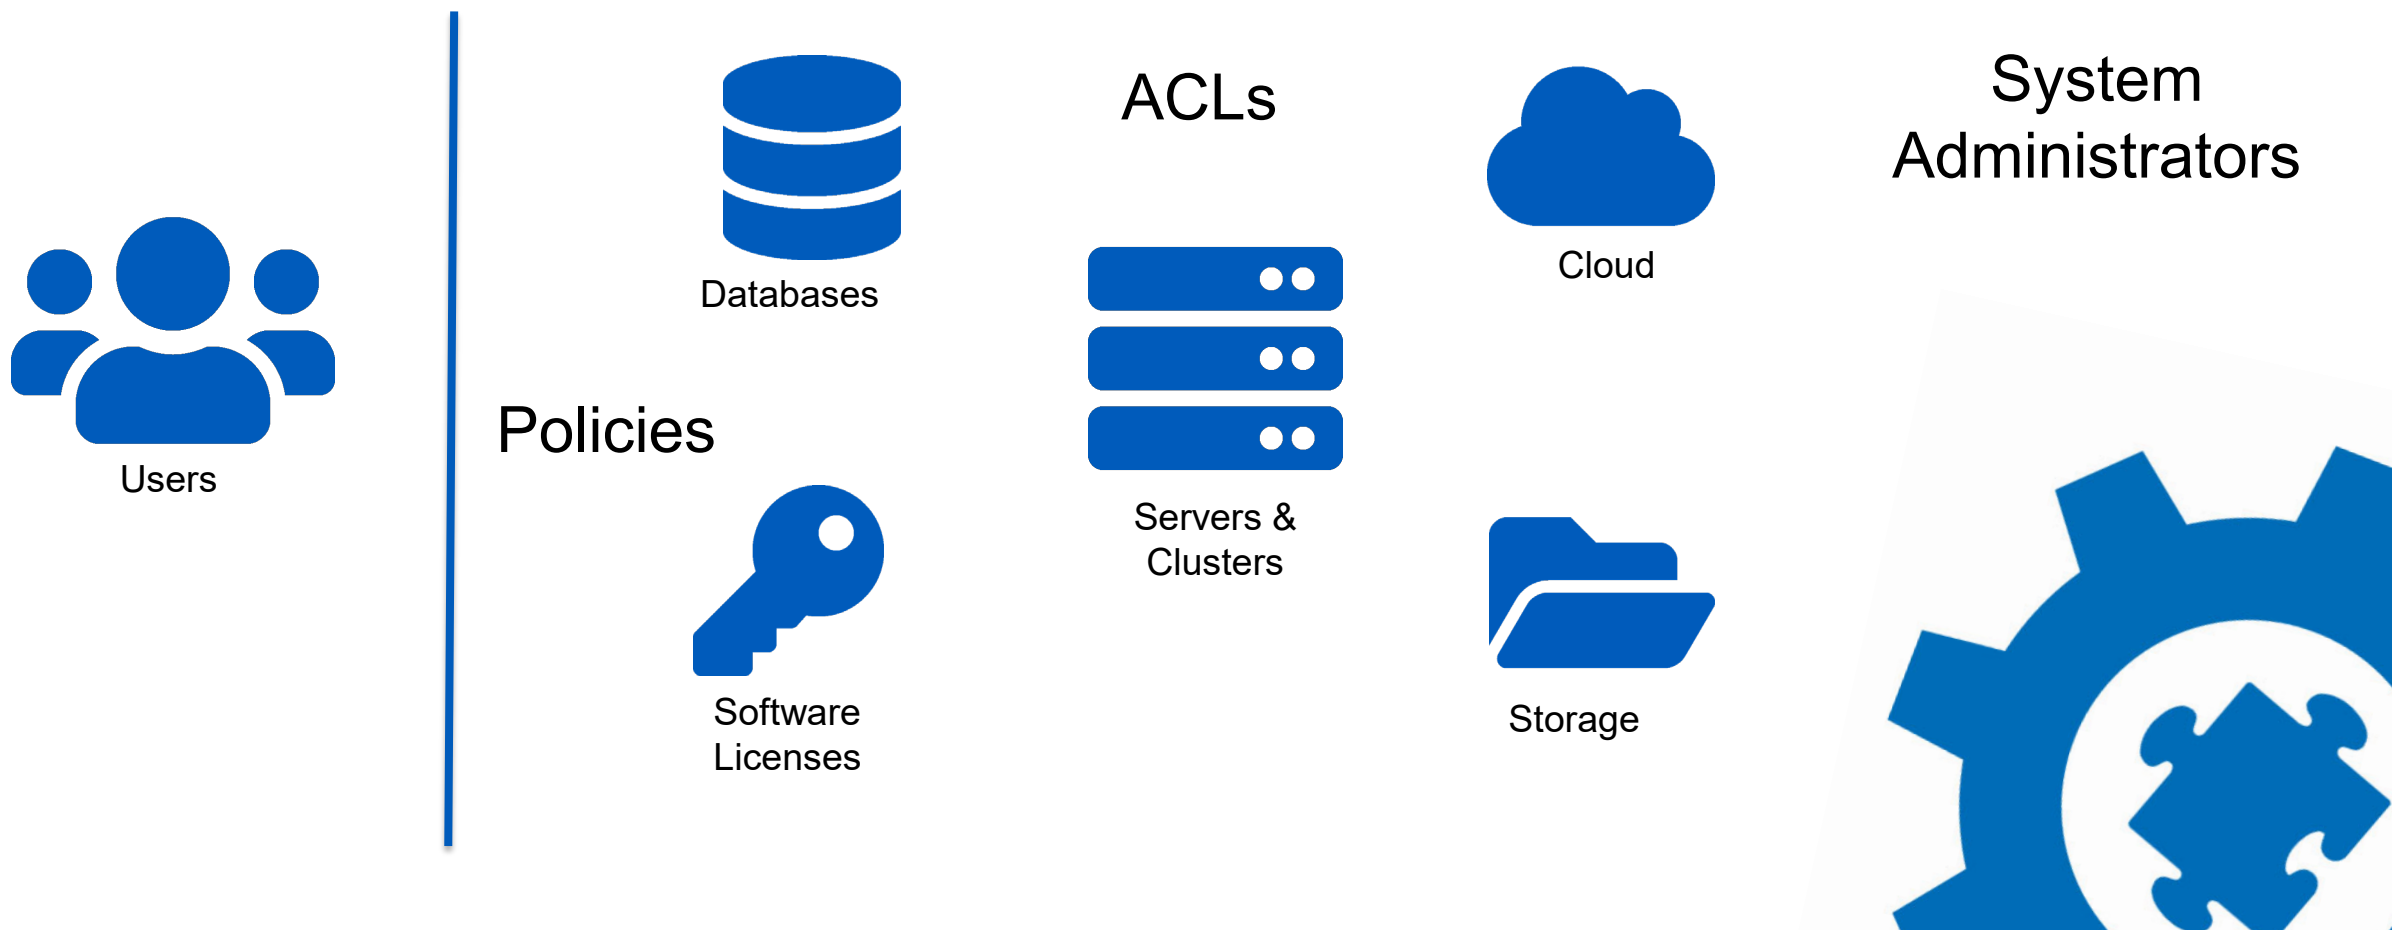 Users
Databases
Policies
Software
Licenses
ACLs
Servers &
Clusters
Cloud
Storage
System
Administrators